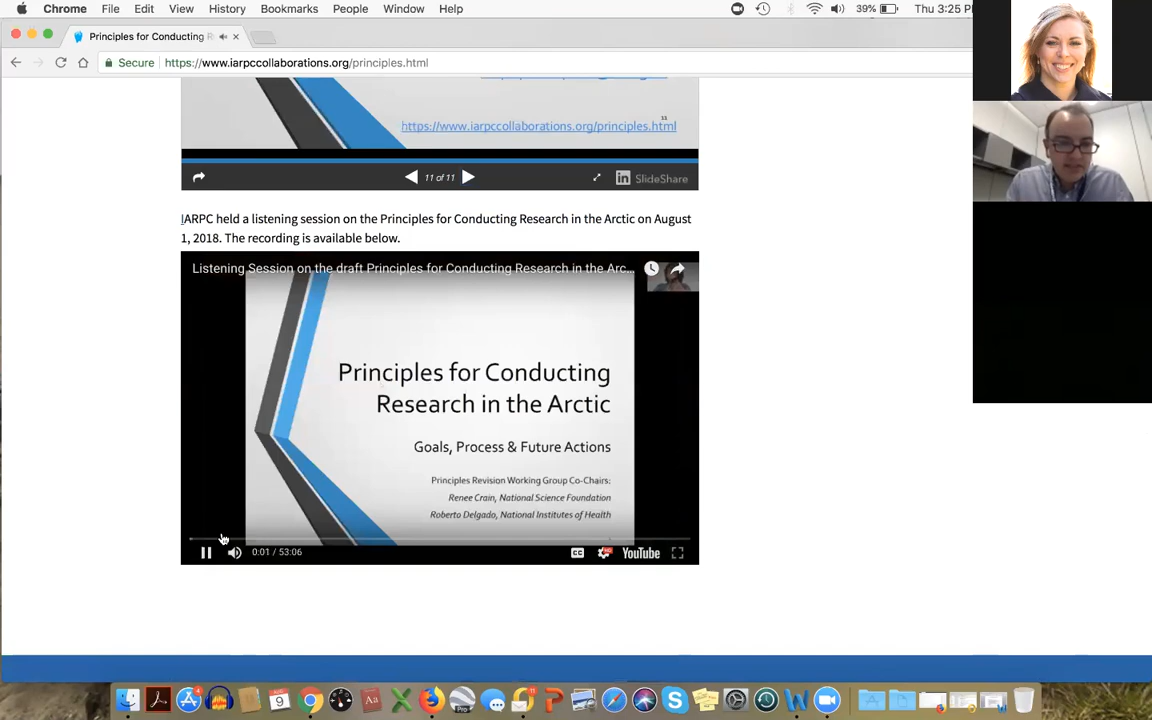 Chrome File Edit View History Bookmarks People Window Help 39% Thu 3:25 P
Principles for Conducting R
Secure https://www.iarpccollaborations.org/principles.html
https://www.iarpccollaborations.org/principles.html
11
11 of 11
in SlideShare
IARPC held a listening session on the Principles for Conducting Research in the Arctic on August
1, 2018. The recording is available below.
Listening Session on the draft Principles for Conducting Research in the Arc...
Principles for Conducting
Research in the Arctic
Goals, Process & Future Actions
Principles Revision Working Group Co-Chairs:
Renee Crain, National Science Foundation
Roberto Delgado, National Institutes of Health
0:01 / 53:06 CC YouTube